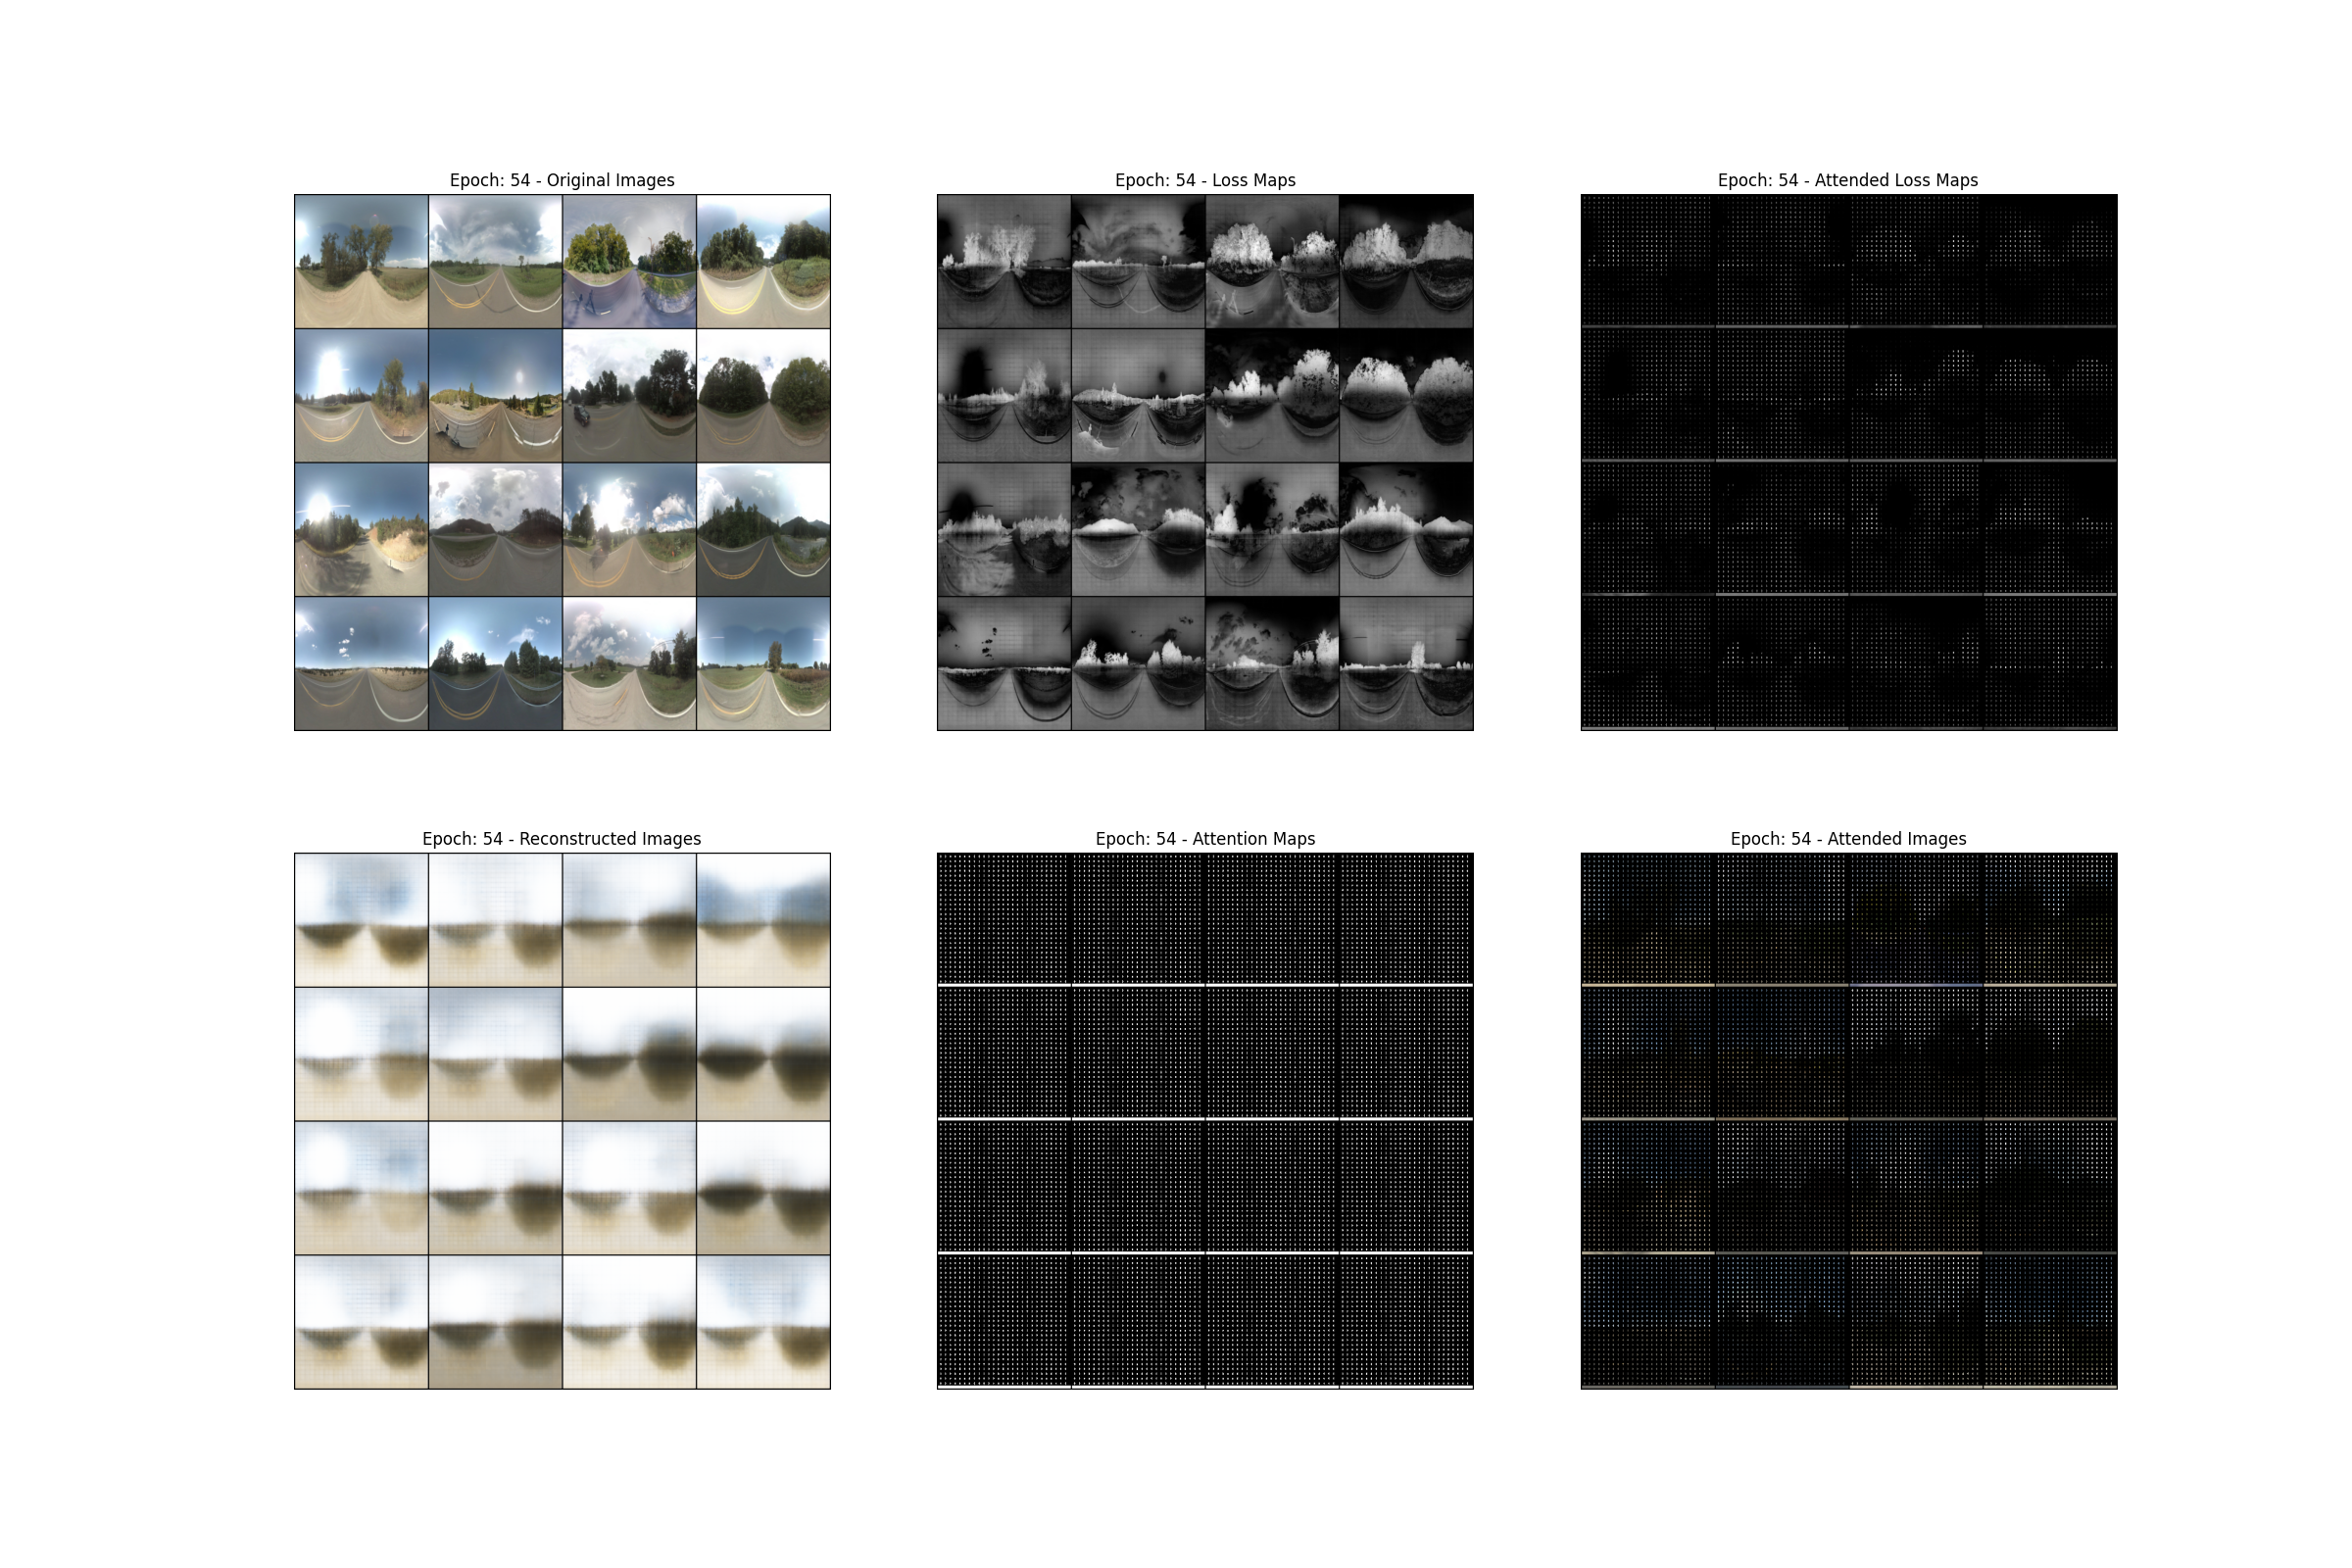 Epoch: 54 - Original Images
Epoch: 54 - Loss Maps
Epoch: 54 - Attended Loss Maps
Epoch: 54 - Reconstructed Images
Epoch: 54 - Attention Maps
Epoch: 54 - Attended Images